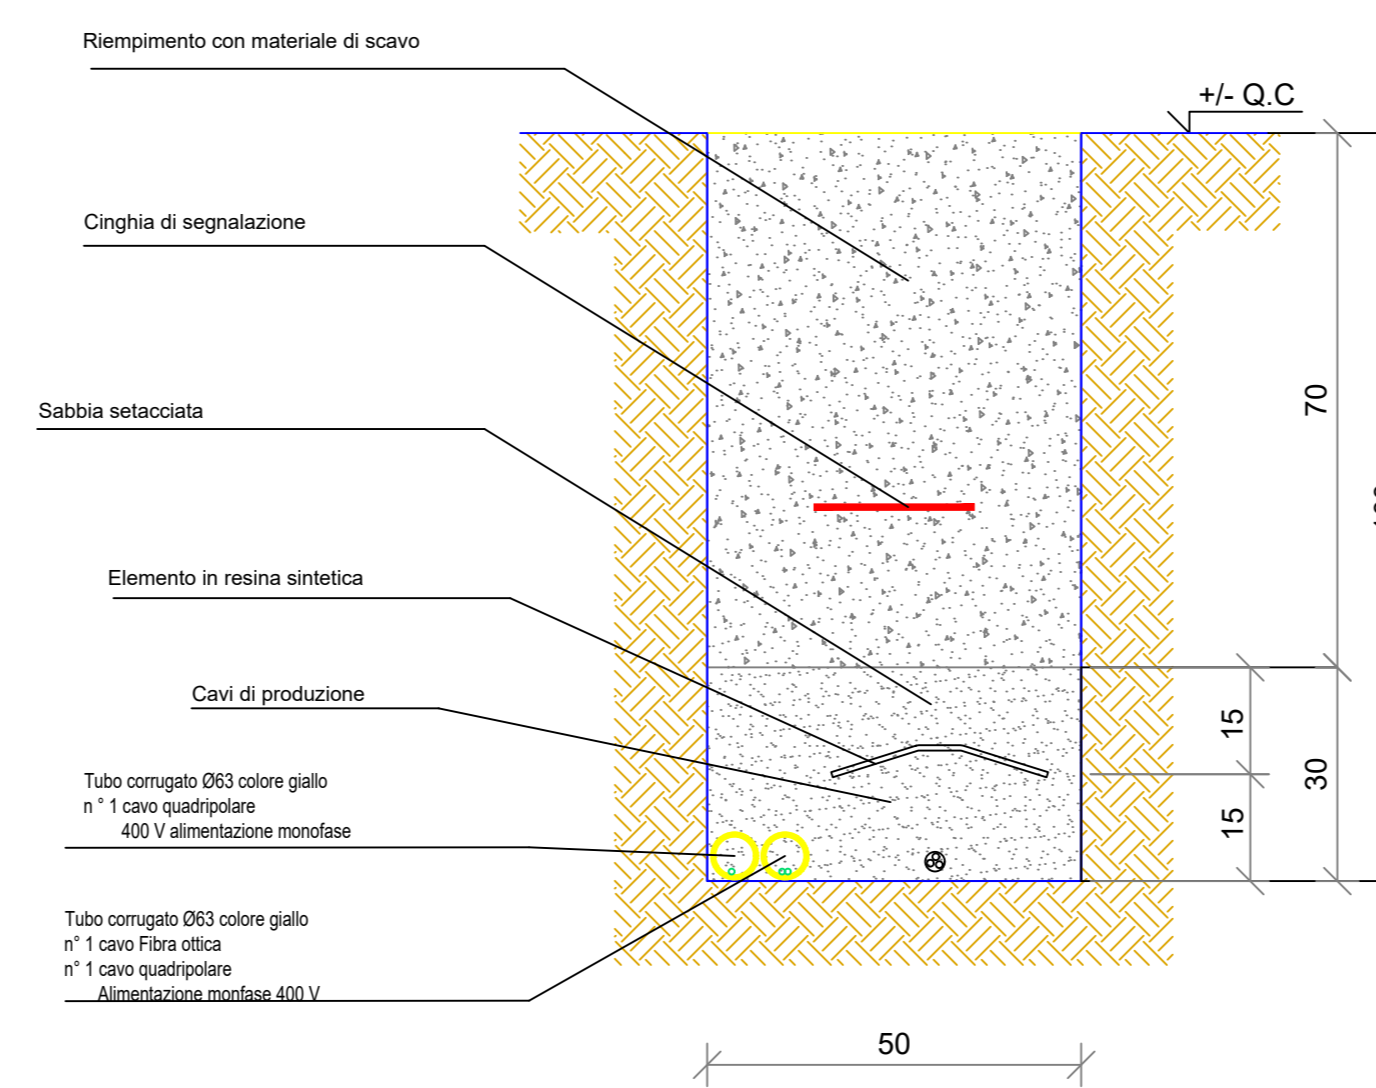 Riempimento con materiale di scavo
+/- Q.C
Cinghia di segnalazione
70
Sabbia setacciata
Elemento in resina sintetica
Cavi di produzione
15
30
15
Tubo corrugato Ø63 colore giallo
n ° 1 cavo quadripolare
400 V alimentazione monofase
Tubo corrugato Ø63 colore giallo
n° 1 cavo Fibra ottica
n° 1 cavo quadripolare
Alimentazione monfase 400 V
50